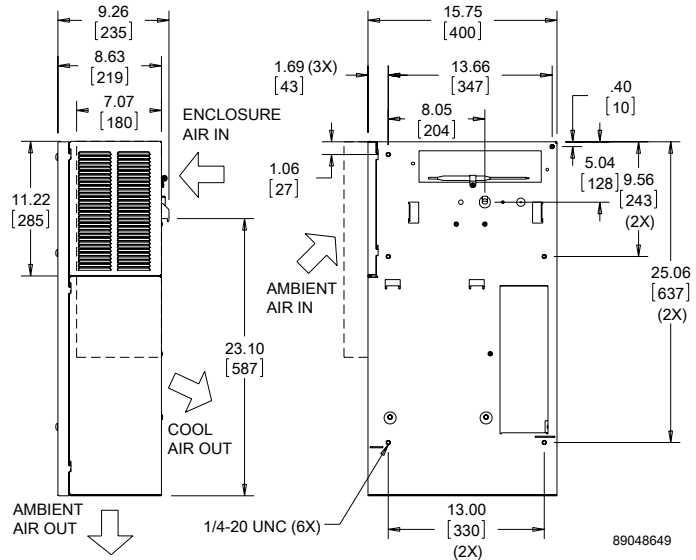 9.26
[235]
8.63
[219]
7.07
[180]
ENCLOSURE
AIR IN
11.22
[285]
23.10
[587]
COOL
AIR OUT
AMBIENT
AIR OUT
15.75
[400]
1.69 (3X)
[43]
13.66
[347]
8.05
[204]
.40
[10]
1.06
[27]
5.04
[128]
9.56
[243]
(2X)
AMBIENT
AIR IN
25.06
[637]
(2X)
1/4-20 UNC (6X)
13.00
[330]
(2X)
89048649